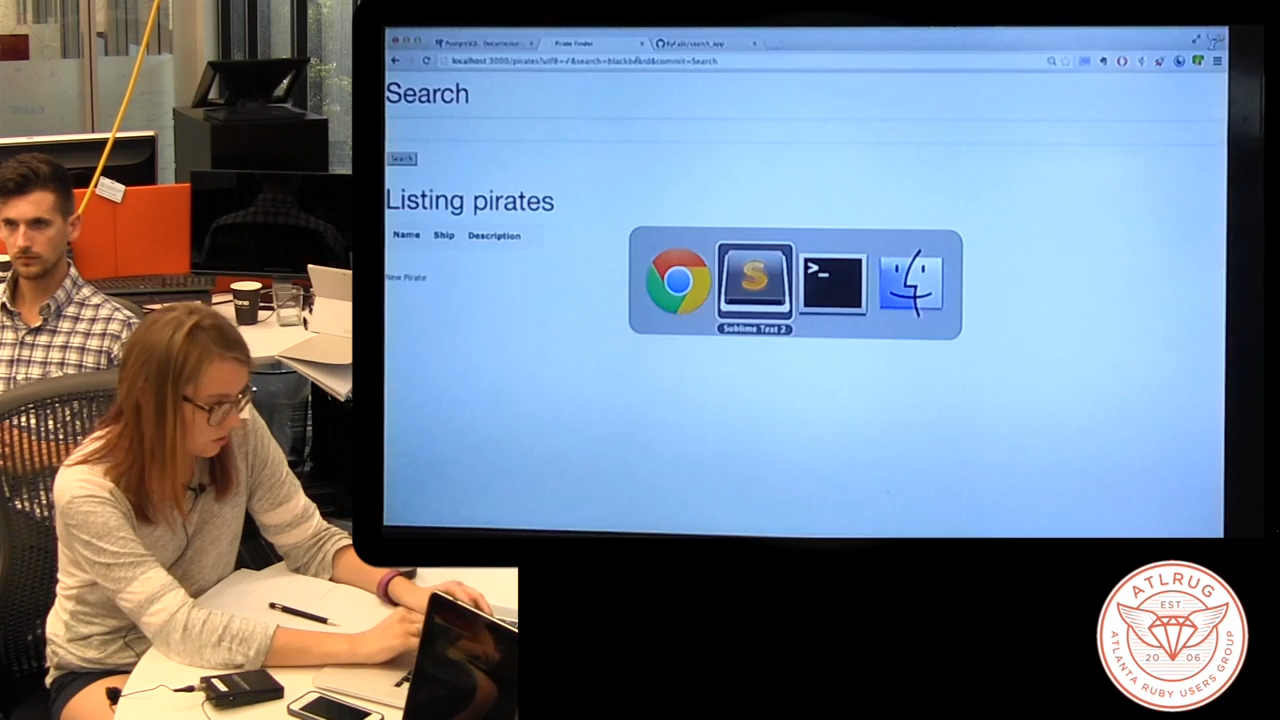 Pirate Finder
localhost:3000/pirates?utf8=✓&search=blackbeard&commit=Search
Search
Search
Listing pirates
Name Ship Description
New Pirate
S
>_
Sublime Text 2
ATLRUG
EST.
20 06
ATLANTA RUBY USERS GROUP